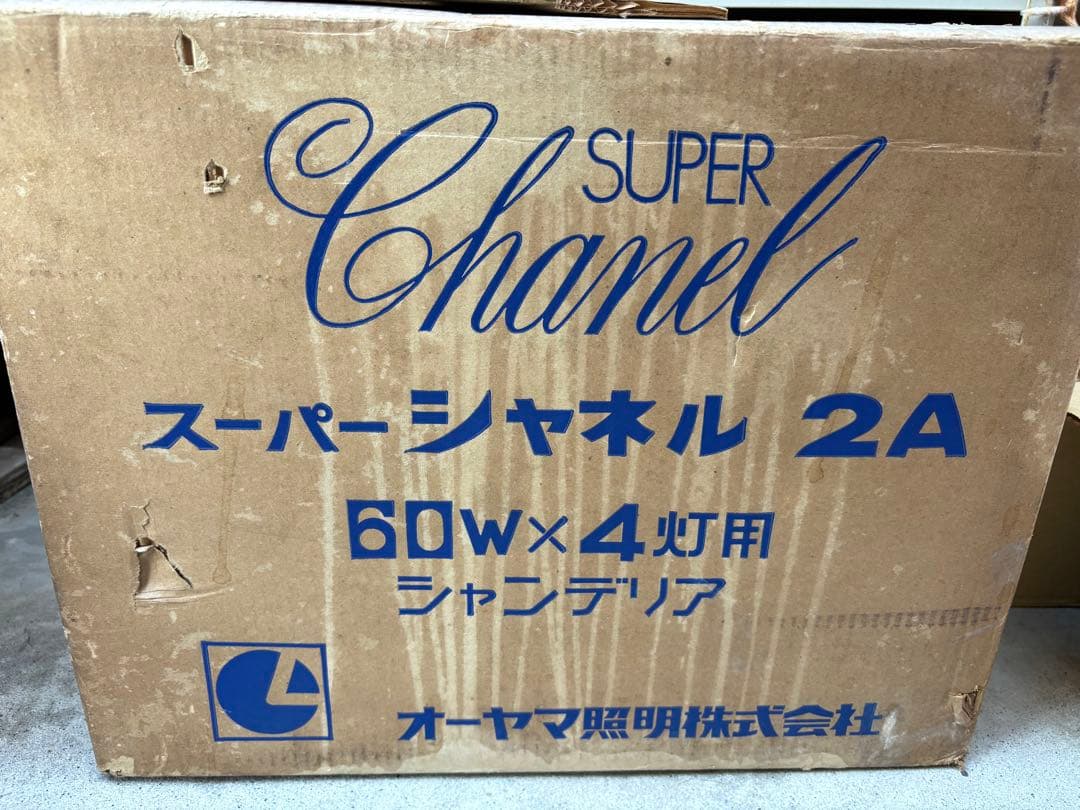 SUPER
Chanel
スーパーシャネル 2A
60W×4灯用
シャンデリア
オーヤマ照明株式会社